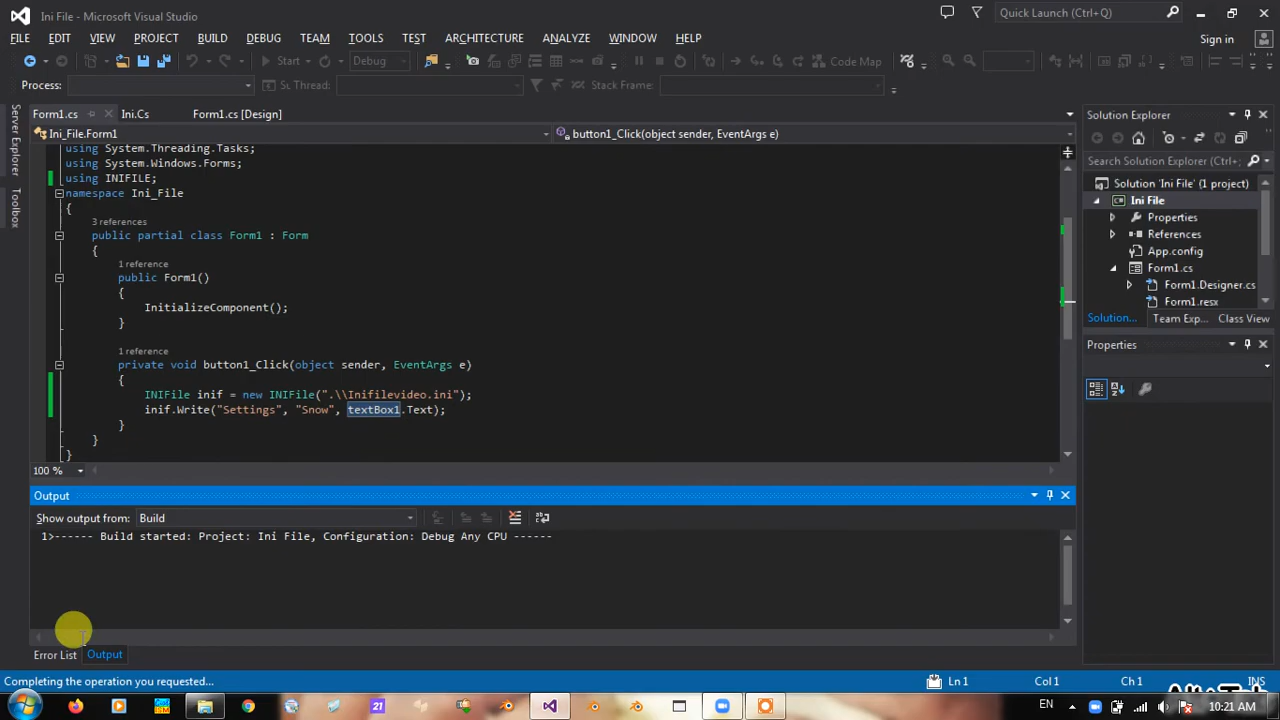 Ini File - Microsoft Visual Studio
Quick Launch (Ctrl+Q)
FILE EDIT VIEW PROJECT BUILD DEBUG TEAM TOOLS TEST ARCHITECTURE ANALYZE WINDOW HELP
Sign in
Start Debug Code Map
Process: Thread: Stack Frame:
Server Explorer
Toolbox
Form1.cs Ini.Cs Form1.cs [Design]
Ini_File.Form1 button1_Click(object sender, EventArgs e)
using System.Threading.Tasks;
using System.Windows.Forms;
using INIFILE;
namespace Ini_File
{
3 references
public partial class Form1 : Form
{
1 reference
public Form1()
{
InitializeComponent();
}
1 reference
private void button1_Click(object sender, EventArgs e)
{
INIFile inif = new INIFile(".\\Inifilevideo.ini");
inif.Write("Settings", "Snow", textBox1.Text);
}
}
}
100 %
Output
Show output from: Build
1>------ Build started: Project: Ini File, Configuration: Debug Any CPU ------
Error List Output
Solution Explorer
Search Solution Explorer (Ctrl+
Solution 'Ini File' (1 project)
Ini File
Properties
References
App.config
Form1.cs
Form1.Designer.cs
Form1.resx
Solution... Team Exp... Class View
Properties
Completing the operation you requested...
Ln 1 Col 1 Ch 1 INS
21
EN 10:21 AM